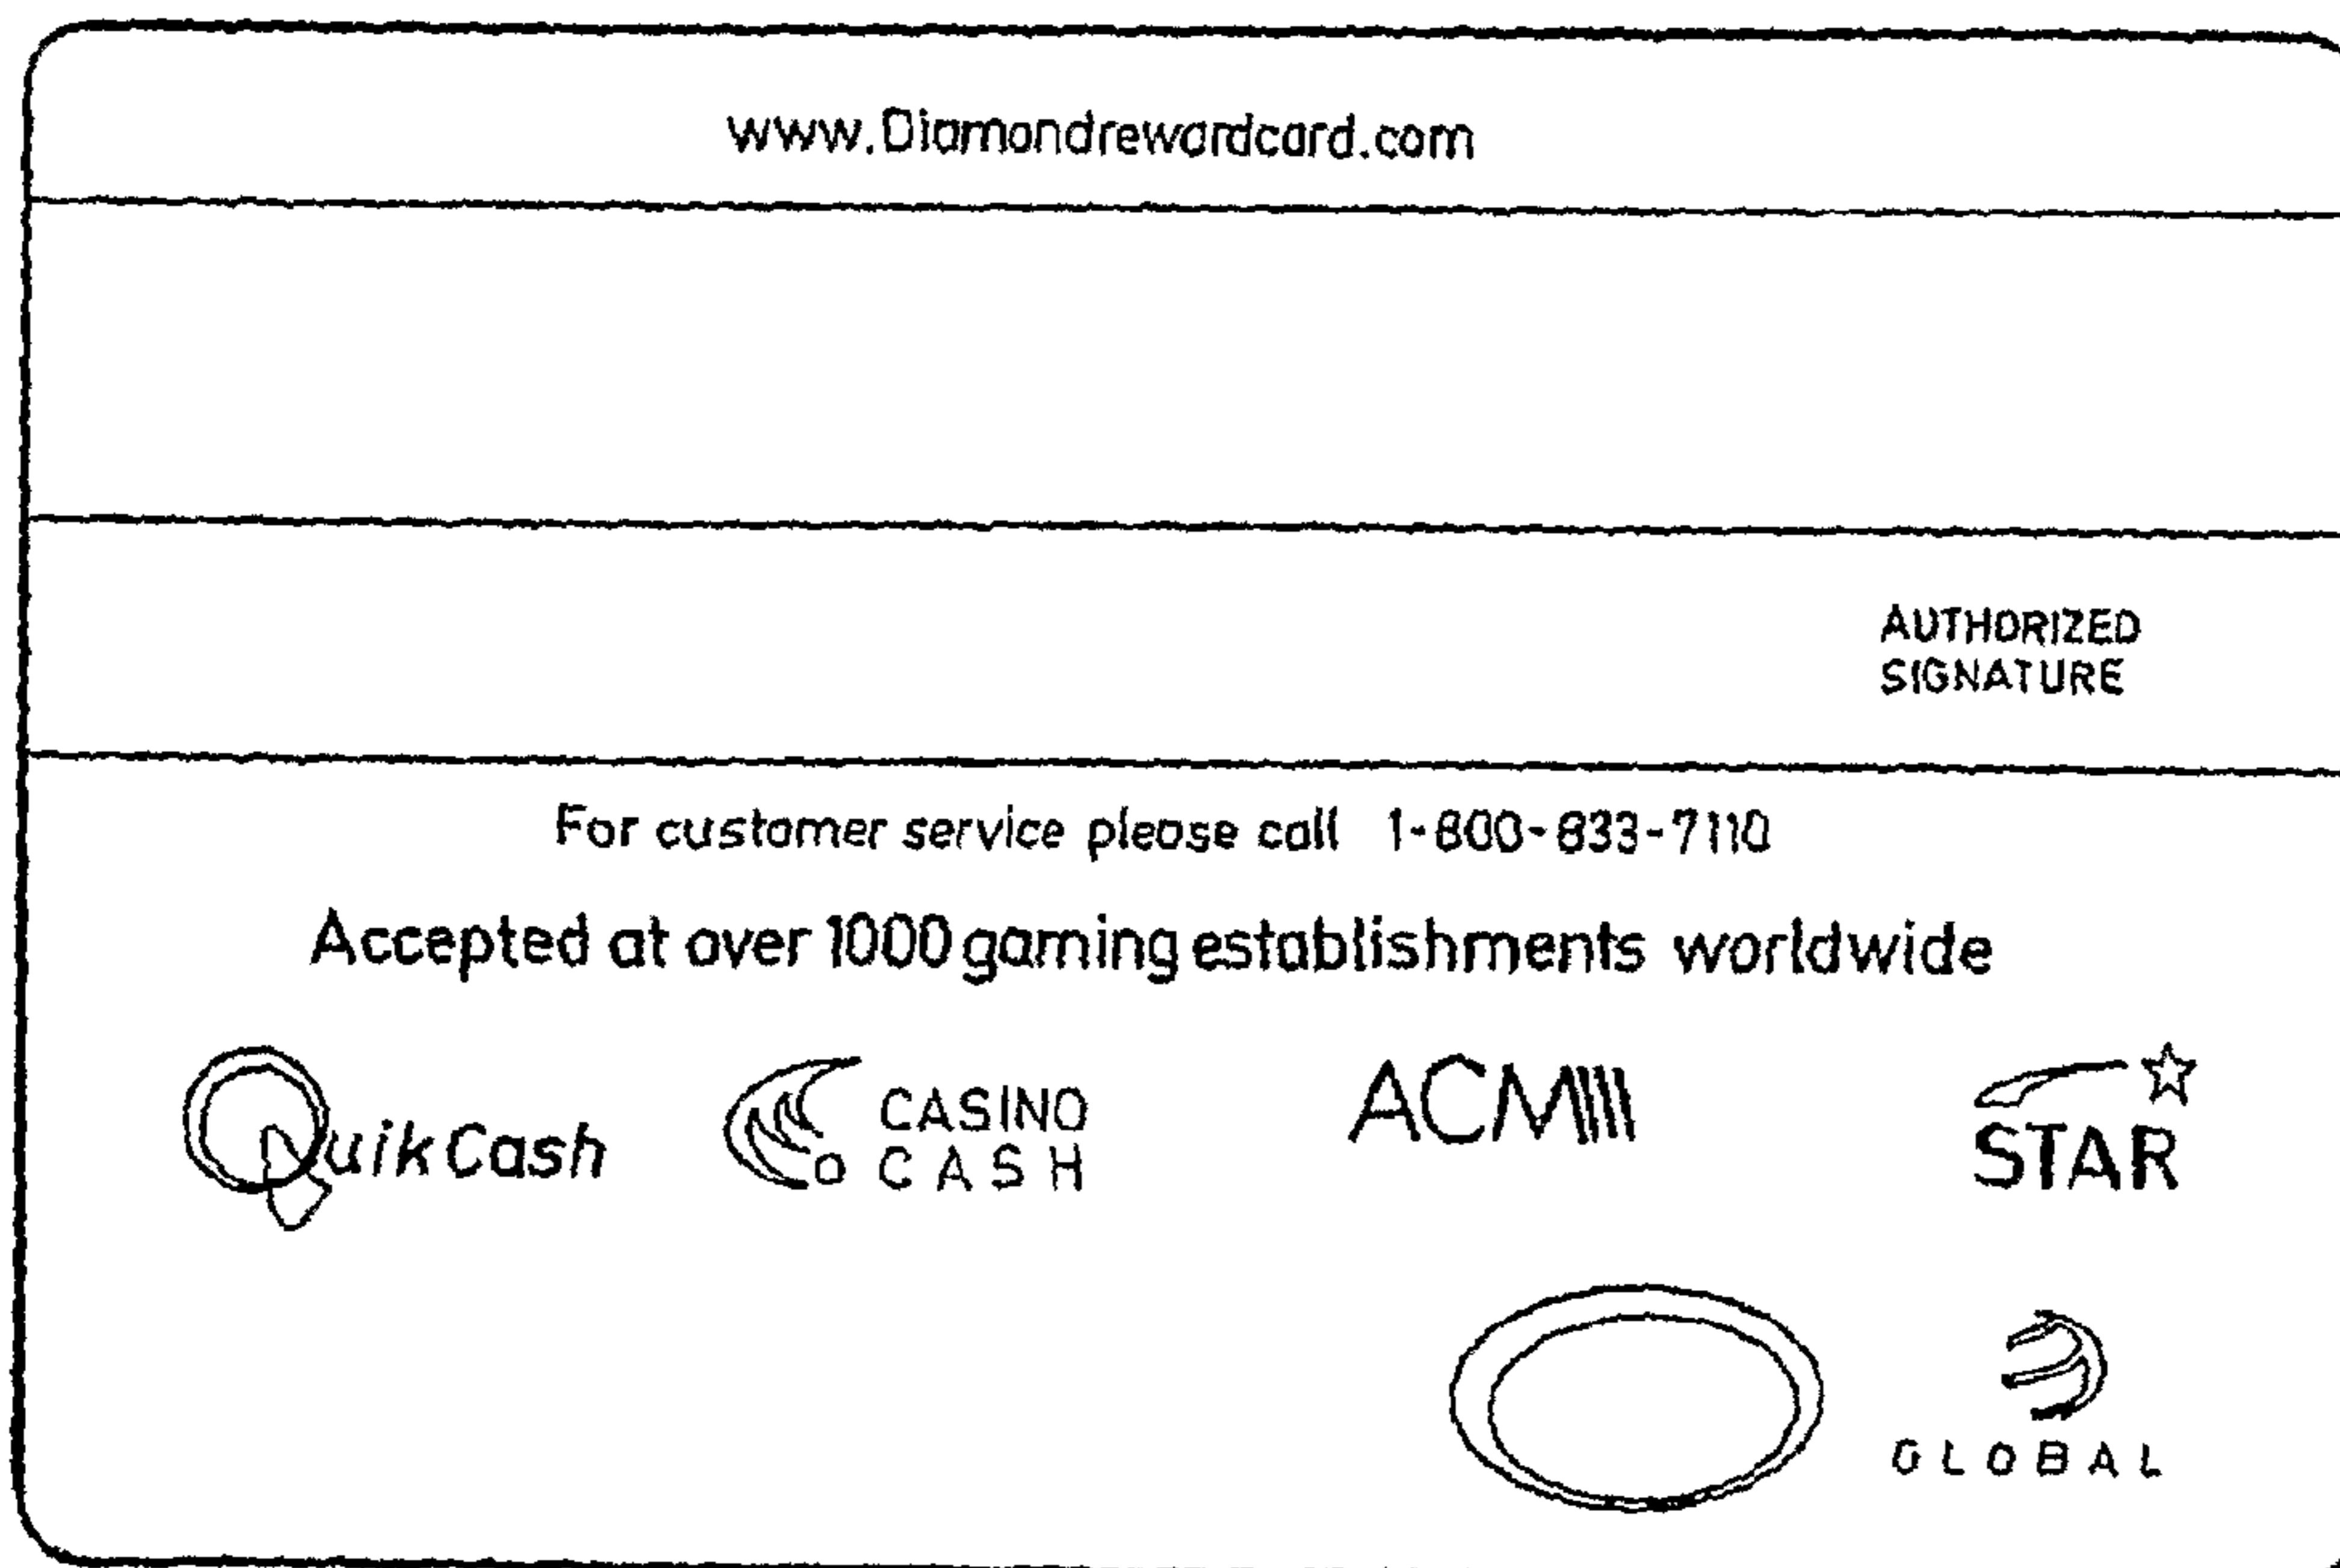 www.Diamondrewardcard.com
AUTHORIZED
SIGNATURE
For customer service please call 1-800-833-7110
Accepted at over 1000 gaming establishments worldwide
QuikCash
CASINO
CASH
ACM
STAR
GLOBAL